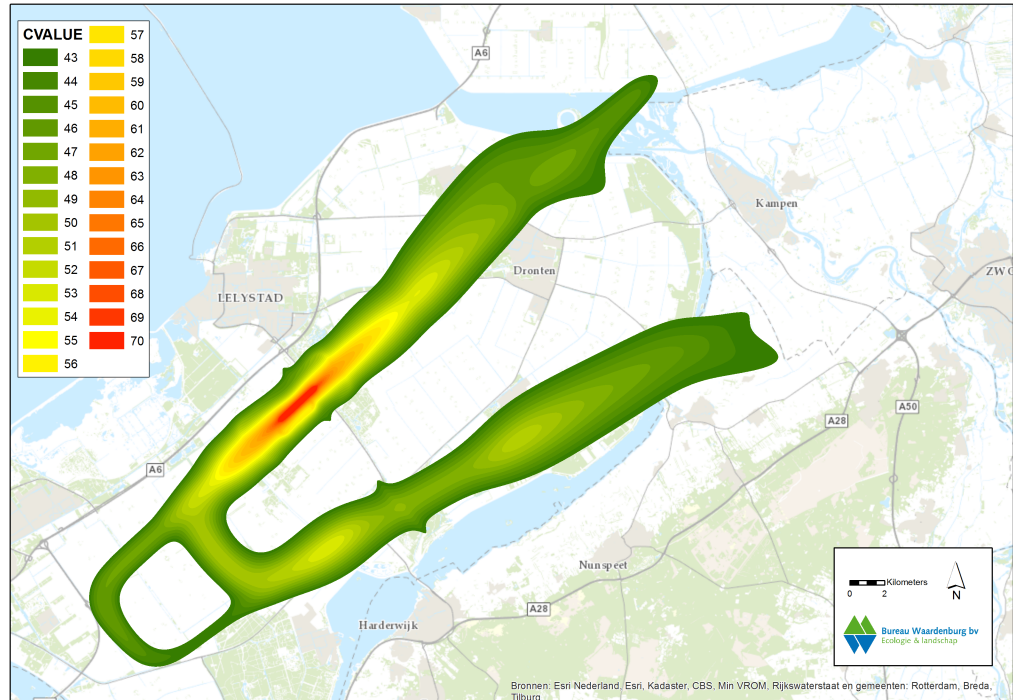 CVALUE
43
44
45
46
47
48
49
50
51
52
53
54
55
56
57
58
59
60
61
62
63
64
65
66
67
68
69
70
A6
Kampen
ZWO
Dronten
LELYSTAD
A50
A28
A6
Nunspeet
A28
Harderwijk
Kilometers
0 2
N
Bureau Waardenburg bv
Ecologie & landschap
Bronnen: Esri Nederland, Esri, Kadaster, CBS, Min VROM, Rijkswaterstaat en gemeenten: Rotterdam, Breda,
Tilburg